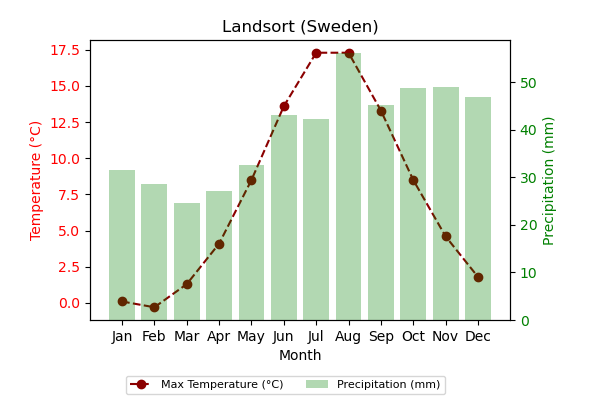 Landsort (Sweden)
Temperature (°C)
17.5
15.0
12.5
10.0
7.5
5.0
2.5
0.0
50
40
30
20
10
0
Precipitation (mm)
Jan Feb Mar Apr May Jun Jul Aug Sep Oct Nov Dec
Month
Max Temperature (°C) Precipitation (mm)